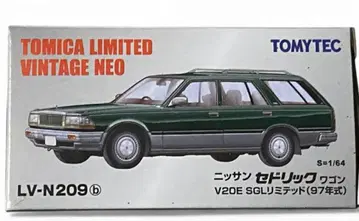 TOMICA LIMITED
VINTAGE NEO
TOMYTEC
S=1/64
LV-N209 b
ニッサン セドリック ワゴン
V20E SGLリミテッド(97年式)